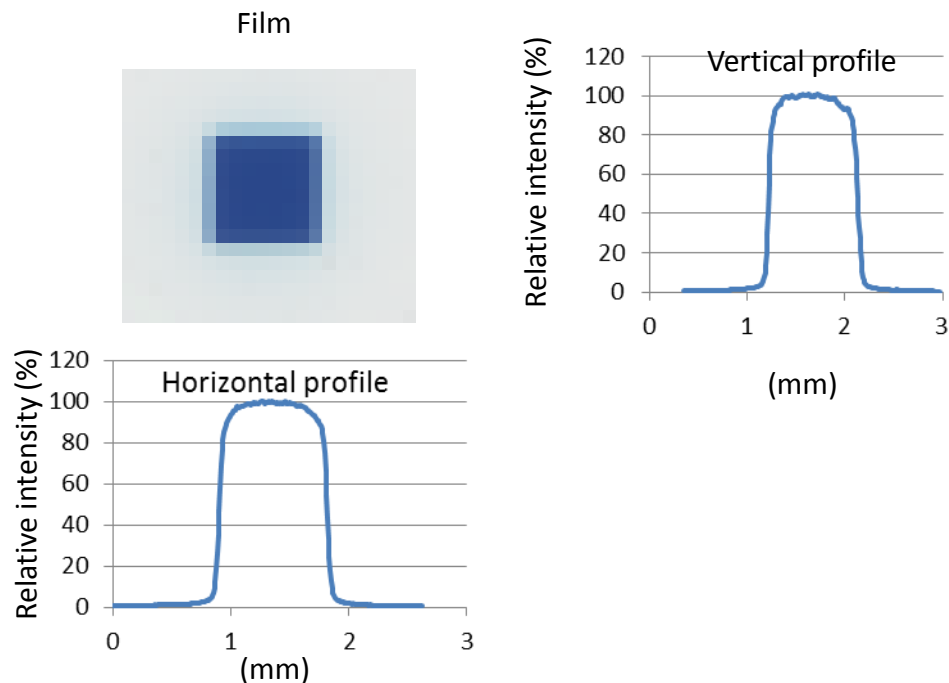 Film
Vertical profile
Relative intensity (%)
120
100
80
60
40
20
0
0 1 2 3
(mm)
Horizontal profile
Relative intensity (%)
120
100
80
60
40
20
0
0 1 2 3
(mm)